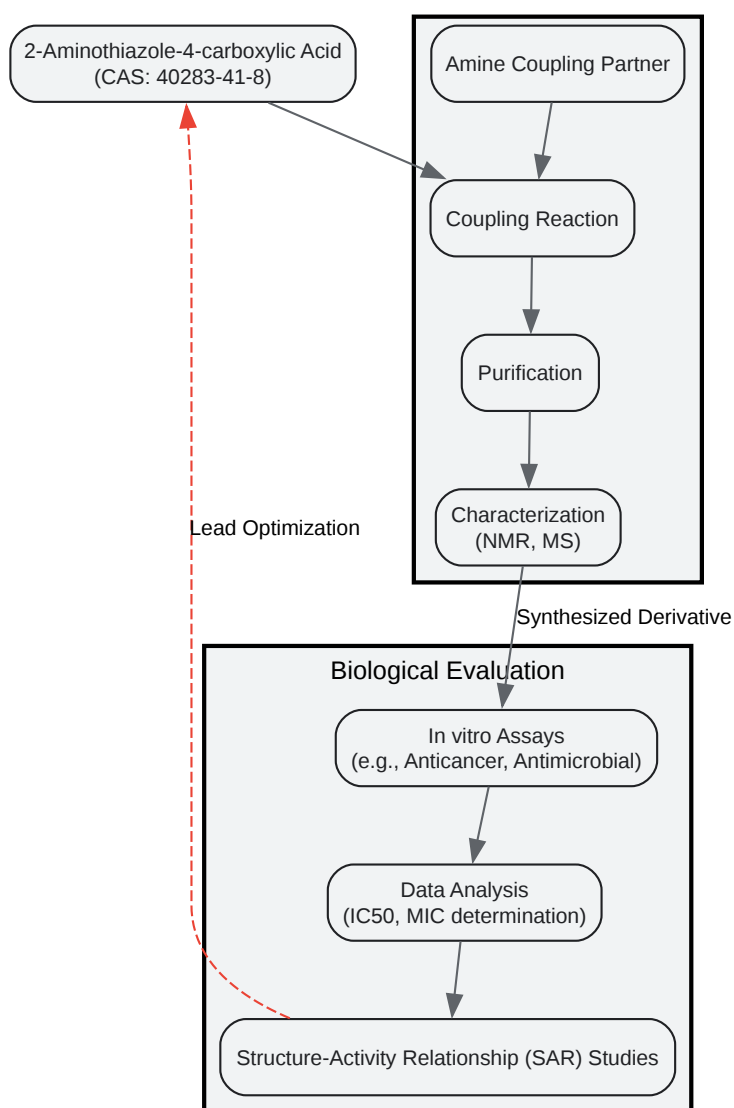 2-Aminothiazole-4-carboxylic Acid
(CAS: 40283-41-8)
Amine Coupling Partner
Coupling Reaction
Purification
Characterization
(NMR, MS)
Lead Optimization
Synthesized Derivative
Biological Evaluation
In vitro Assays
(e.g., Anticancer, Antimicrobial)
Data Analysis
(IC50, MIC determination)
Structure-Activity Relationship (SAR) Studies